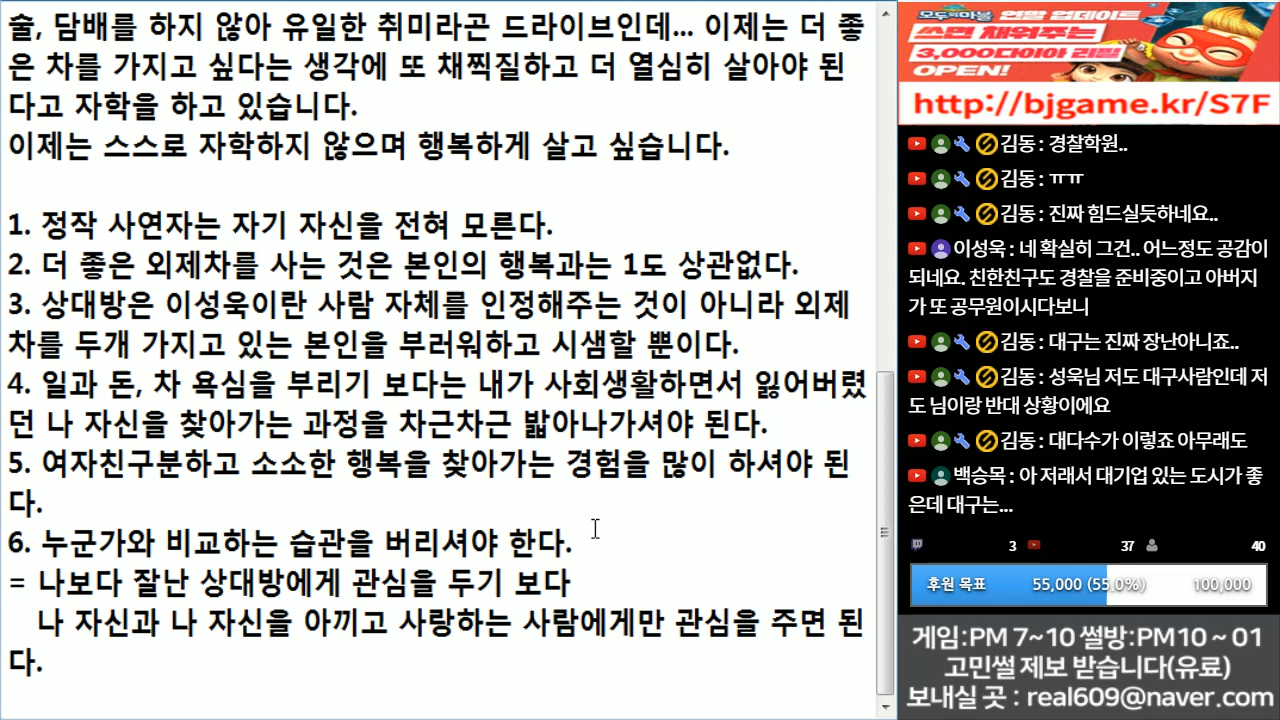 술, 담배를 하지 않아 유일한 취미라곤 드라이브인데... 이제는 더 좋
은 차를 가지고 싶다는 생각에 또 채찍질하고 더 열심히 살아야 된
다고 자학을 하고 있습니다.
이제는 스스로 자학하지 않으며 행복하게 살고 싶습니다.
1. 정작 사연자는 자기 자신을 전혀 모른다.
2. 더 좋은 외제차를 사는 것은 본인의 행복과는 1도 상관없다.
3. 상대방은 이성욱이란 사람 자체를 인정해주는 것이 아니라 외제
차를 두개 가지고 있는 본인을 부러워하고 시샘할 뿐이다.
4. 일과 돈, 차 욕심을 부리기 보다는 내가 사회생활하면서 잃어버렸
던 나 자신을 찾아가는 과정을 차근차근 밟아나가셔야 된다.
5. 여자친구분하고 소소한 행복을 찾아가는 경험을 많이 하셔야 된
다.
6. 누군가와 비교하는 습관을 버리셔야 한다.
= 나보다 잘난 상대방에게 관심을 두기 보다
나 자신과 나 자신을 아끼고 사랑하는 사람에게만 관심을 주면 된
다.
모두의마블 연말 업데이트
쓰면 채워주는
3,000다이아 리필
OPEN!
http://bjgame.kr/S7F
김동 : 경찰학원..
김동 : ㅠㅠ
김동 : 진짜 힘드실듯하네요..
이성욱 : 네 확실히 그건.. 어느정도 공감이
되네요. 친한친구도 경찰을 준비중이고 아버지
가 또 공무원이시다보니
김동 : 대구는 진짜 장난아니죠..
김동 : 성욱님 저도 대구사람인데 저
도 님이랑 반대 상황이에요
김동 : 대다수가 이렇죠 아무래도
백승목 : 아 저래서 대기업 있는 도시가 좋
은데 대구는...
3 37 40
후원 목표 55,000 (55.0%) 100,000
게임:PM 7~10 썰방:PM10 ~ 01
고민썰 제보 받습니다(유료)
보내실 곳 : real609@naver.com